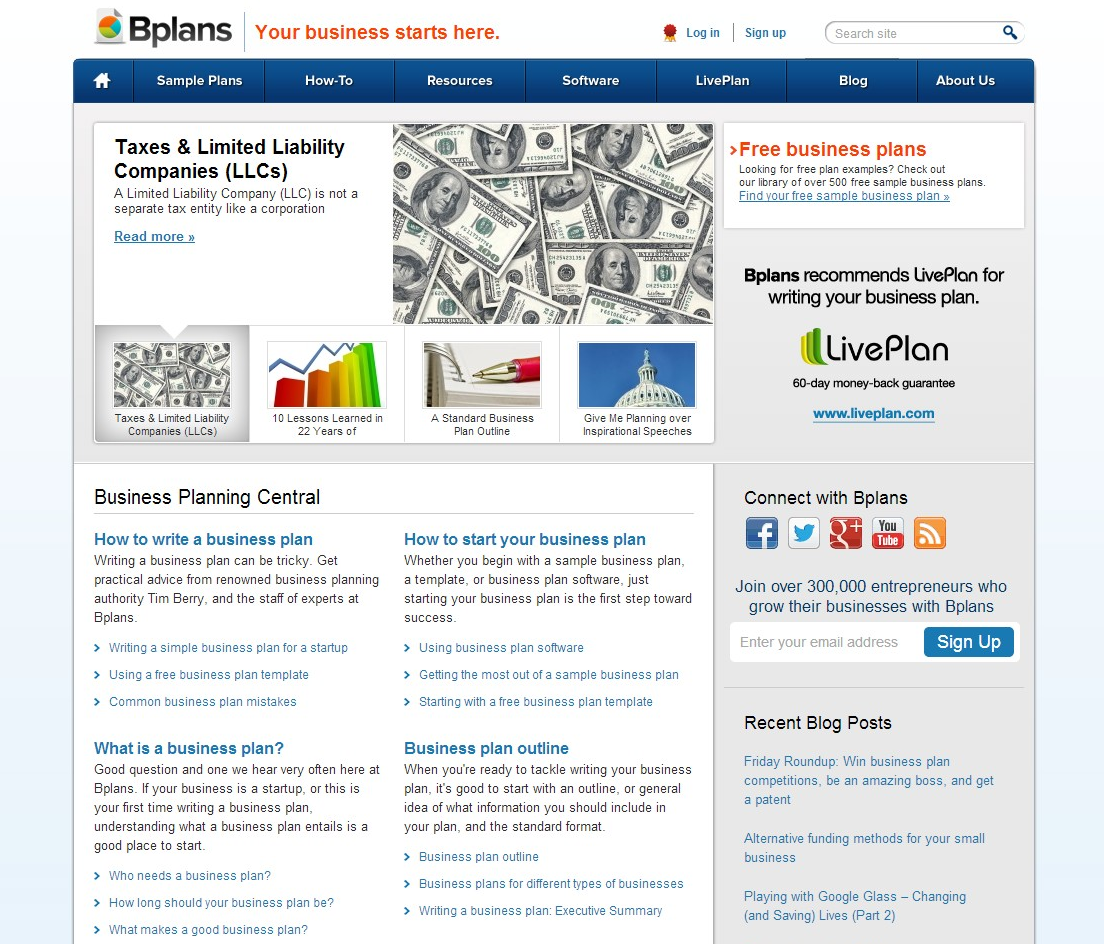 Bplans
Your business starts here.
Log in
Sign up
Search site
Sample Plans
How-To
Resources
Software
LivePlan
Blog
About Us
Taxes & Limited Liability
Companies (LLCs)
A Limited Liability Company (LLC) is not a
separate tax entity like a corporation
Read more »
Taxes & Limited Liability
Companies (LLCs)
10 Lessons Learned in
22 Years of
A Standard Business
Plan Outline
Give Me Planning over
Inspirational Speeches
Free business plans
Looking for free plan examples? Check out
our library of over 500 free sample business plans.
Find your free sample business plan »
Bplans recommends LivePlan for
writing your business plan.
LivePlan
60-day money-back guarantee
www.liveplan.com
Business Planning Central
How to write a business plan
Writing a business plan can be tricky. Get
practical advice from renowned business planning
authority Tim Berry, and the staff of experts at
Bplans.
Writing a simple business plan for a startup
Using a free business plan template
Common business plan mistakes
How to start your business plan
Whether you begin with a sample business plan,
a template, or business plan software, just
starting your business plan is the first step toward
success.
Using business plan software
Getting the most out of a sample business plan
Starting with a free business plan template
What is a business plan?
Good question and one we hear very often here at
Bplans. If your business is a startup, or this is
your first time writing a business plan,
understanding what a business plan entails is a
good place to start.
Who needs a business plan?
How long should your business plan be?
What makes a good business plan?
Business plan outline
When you're ready to tackle writing your business
plan, it's good to start with an outline, or general
idea of what information you should include in
your plan, and the standard format.
Business plan outline
Business plans for different types of businesses
Writing a business plan: Executive Summary
Connect with Bplans
You
Tube
Join over 300,000 entrepreneurs who
grow their businesses with Bplans
Enter your email address
Sign Up
Recent Blog Posts
Friday Roundup: Win business plan
competitions, be an amazing boss, and get
a patent
Alternative funding methods for your small
business
Playing with Google Glass – Changing
(and Saving) Lives (Part 2)